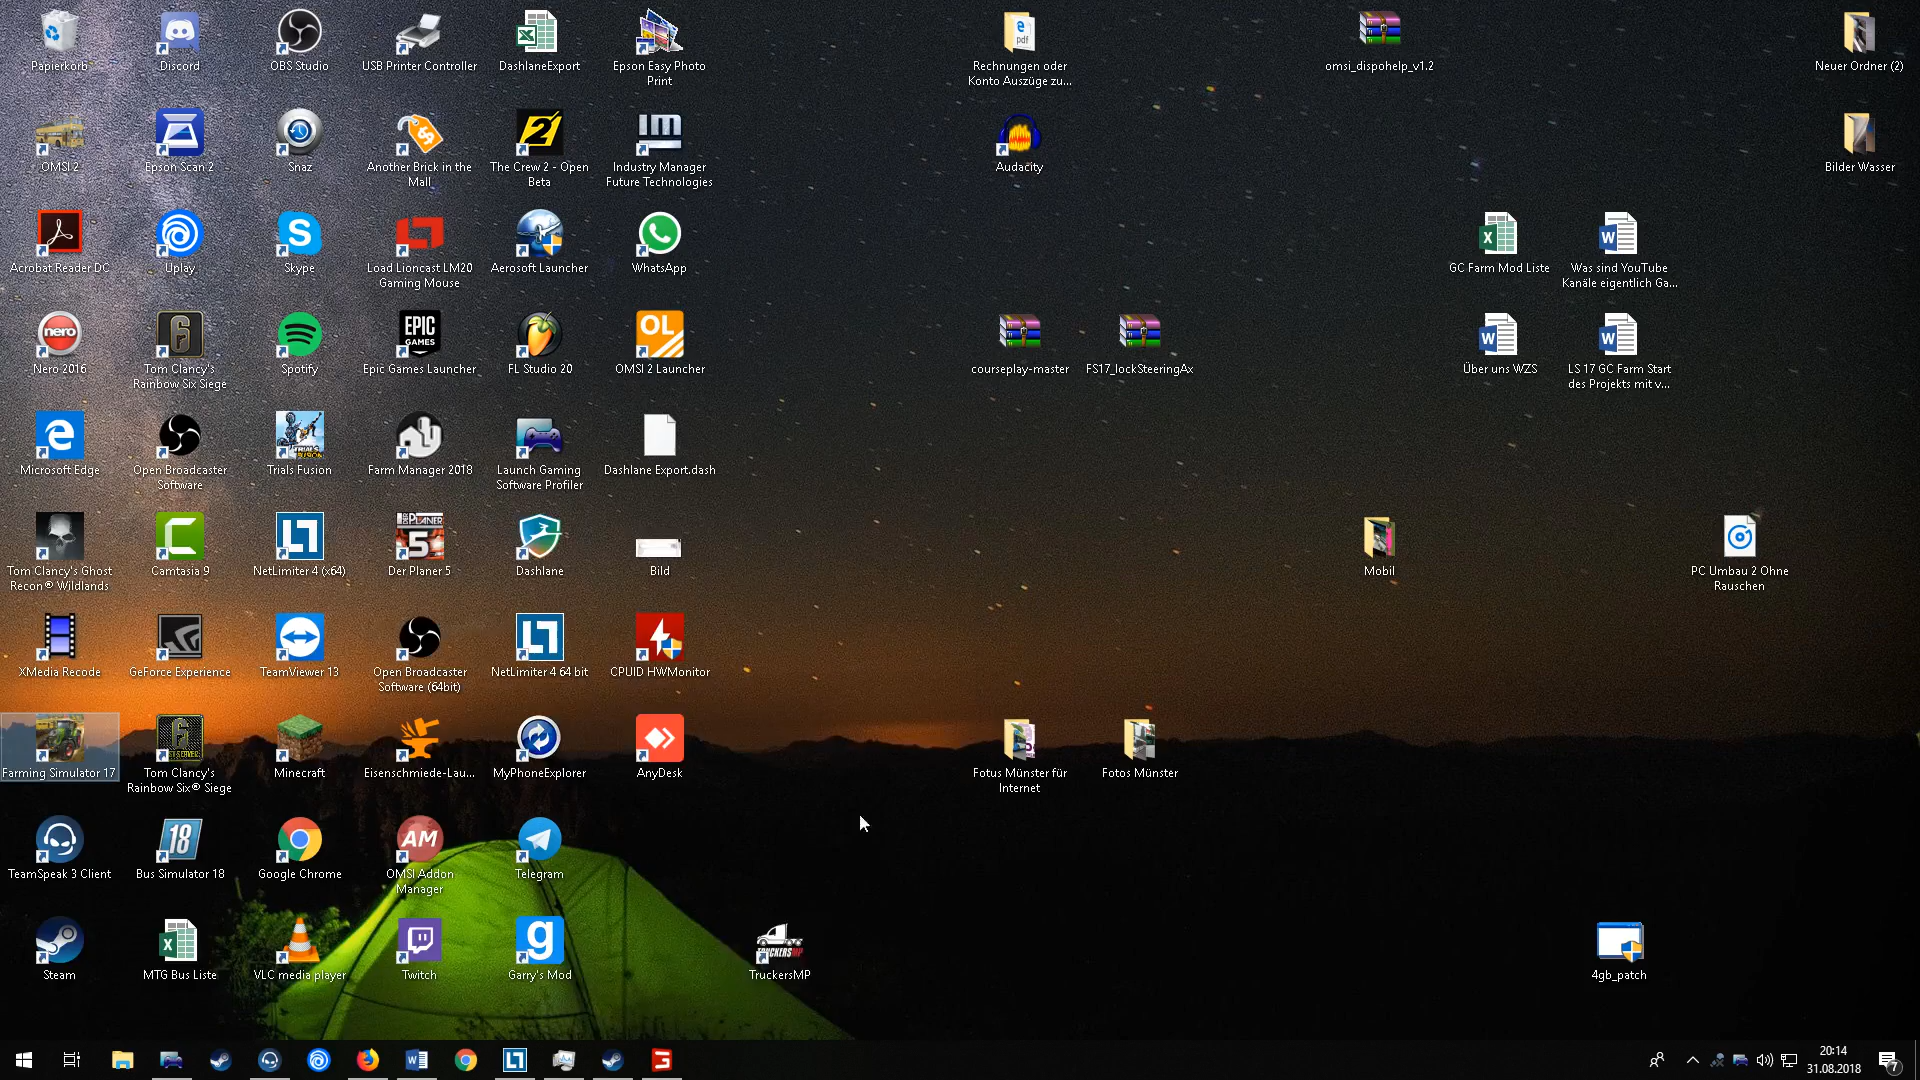 Papierkorb
Discord
OBS Studio
USB Printer Controller
DashlaneExport
Epson Easy Photo
Print
Rechnungen oder
Konto Auszüge zu...
omsi_dispohelp_v1.2
Neuer Ordner (2)
OMSI 2
Epson Scan 2
Snaz
Another Brick in the
Mall
The Crew 2 - Open
Beta
Industry Manager
Future Technologies
Audacity
Bilder Wasser
Acrobat Reader DC
Uplay
Skype
Load Lioncast LM20
Gaming Mouse
Aerosoft Launcher
WhatsApp
GC Farm Mod Liste
Was sind YouTube
Kanäle eigentlich Ga...
Nero 2016
Tom Clancy's
Rainbow Six Siege
Spotify
Epic Games Launcher
FL Studio 20
OMSI 2 Launcher
courseplay-master
FS17_lockSteeringAx
Über uns WZS
LS 17 GC Farm Start
des Projekts mit v...
Microsoft Edge
Open Broadcaster
Software
Trials Fusion
Farm Manager 2018
Launch Gaming
Software Profiler
Dashlane Export.dash
Tom Clancy's Ghost
Recon® Wildlands
Camtasia 9
NetLimiter 4 (x64)
Der Planer 5
Dashlane
Bild
Mobil
PC Umbau 2 Ohne
Rauschen
XMedia Recode
GeForce Experience
TeamViewer 13
Open Broadcaster
Software (64bit)
NetLimiter 4 64 bit
CPUID HWMonitor
Farming Simulator 17
Tom Clancy's
Rainbow Six® Siege
Minecraft
Eisenschmiede-Lau...
MyPhoneExplorer
AnyDesk
Fotus Münster für
Internet
Fotos Münster
TeamSpeak 3 Client
Bus Simulator 18
Google Chrome
OMSI Addon
Manager
Telegram
Steam
MTG Bus Liste
VLC media player
Twitch
Garry's Mod
TruckersMP
4gb_patch
20:14
31.08.2018
7